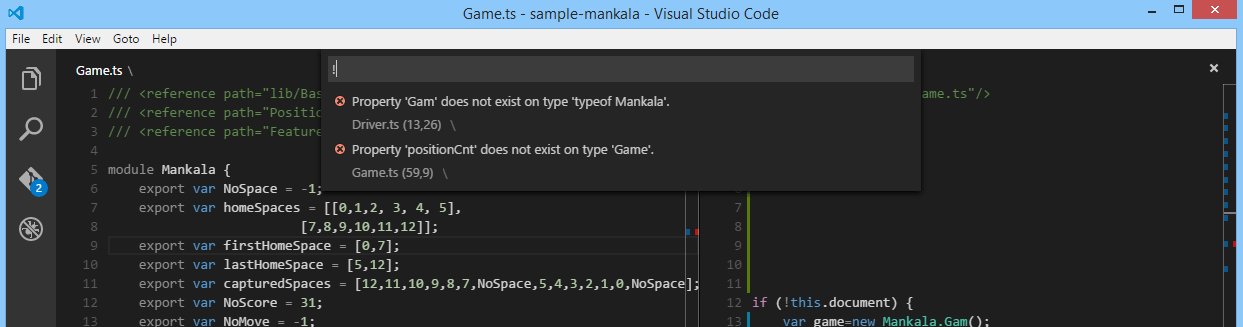 Game.ts - sample-mankala - Visual Studio Code
File Edit View Goto Help
Game.ts \
!
Property 'Gam' does not exist on type 'typeof Mankala'.
Driver.ts (13,26) \
Property 'positionCnt' does not exist on type 'Game'.
Game.ts (59,9) \
2
1 /// <reference path="lib/Bas
2 /// <reference path="Position
3 /// <reference path="Feature
4
5 module Mankala {
6 export var NoSpace = -1;
7 export var homeSpaces = [[0,1,2, 3, 4, 5],
8 [7,8,9,10,11,12]];
9 export var firstHomeSpace = [0,7];
10 export var lastHomeSpace = [5,12];
11 export var capturedSpaces = [12,11,10,9,8,7,NoSpace,5,4,3,2,1,0,NoSpace];
12 export var NoScore = 31;
13 export var NoMove = -1;
ame.ts"/>
7
8
9
10
11
12 if (!this.document) {
13 var game=new Mankala.Gam();